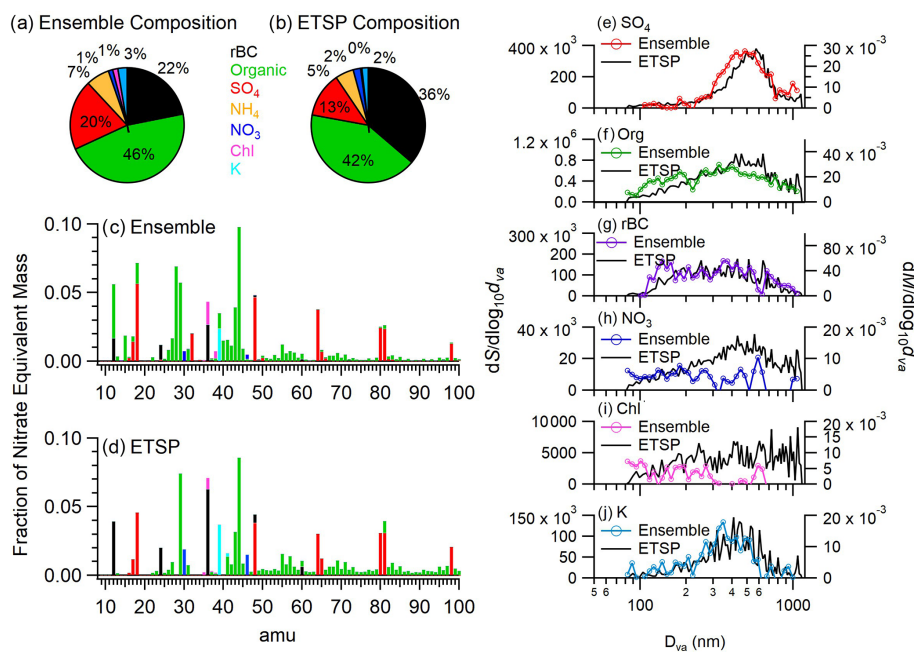 (a) Ensemble Composition
(b) ETSP Composition
1% 1% 3%
7%
22%
20%
46%
rBC
Organic
SO4
NH4
NO3
Chl
K
0%
2% 2%
5%
36%
13%
42%
Fraction of Nitrate Equivalent Mass
(c) Ensemble
0.10
0.05
0.00
10 20 30 40 50 60 70 80 90 100
(d) ETSP
0.10
0.05
0.00
10 20 30 40 50 60 70 80 90 100
amu
dS/dlog10dva
dM/dlog10dva
(e) SO4
Ensemble
ETSP
400 x 10³
200
0
30 x 10⁻³
20
10
0
(f) Org
Ensemble
ETSP
1.2 x 10⁶
0.8
0.4
0.0
40 x 10⁻³
20
0
(g) rBC
Ensemble
ETSP
300 x 10³
200
100
0
80 x 10⁻³
40
0
(h) NO3
Ensemble
ETSP
40 x 10³
20
0
20 x 10⁻³
10
0
(i) Chl
Ensemble
ETSP
10000
5000
0
20 x 10⁻³
15
10
5
0
(j) K
Ensemble
ETSP
150 x 10³
100
50
0
20 x 10⁻³
10
0
5 6 100 2 3 4 5 6 1000
Dva (nm)